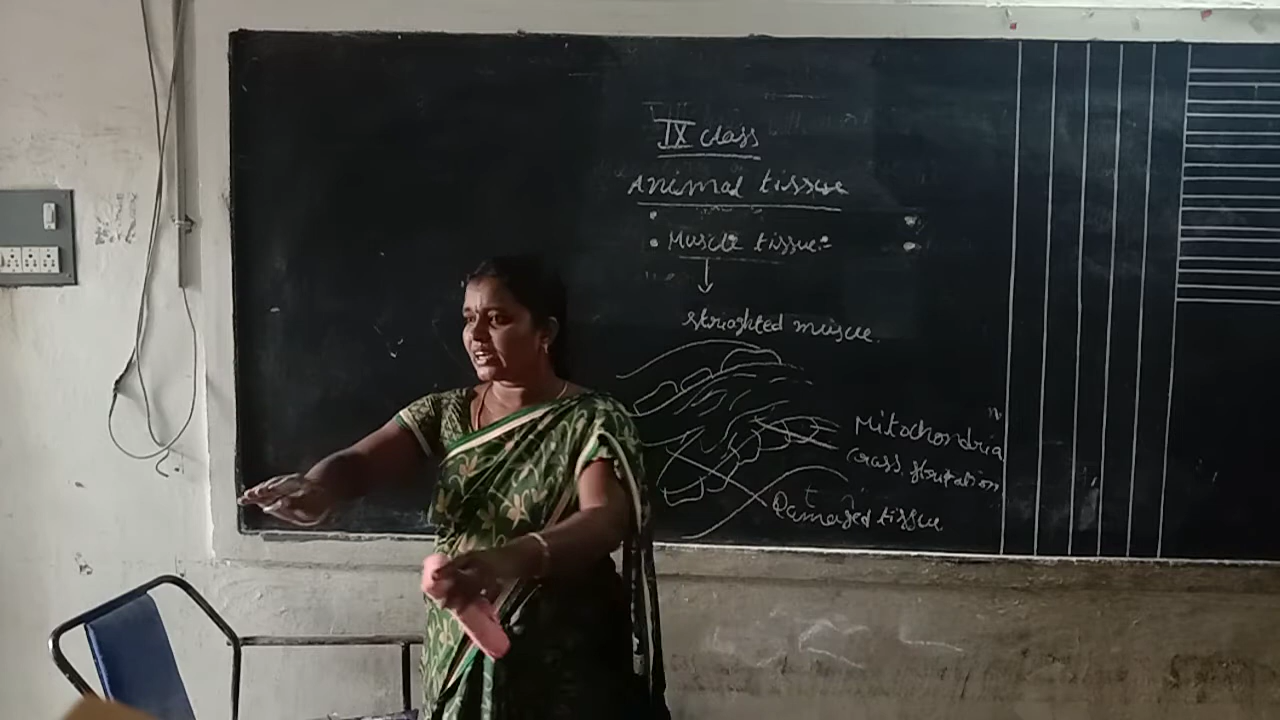 IX class
Animal tissue
• Muscle tissue:-
straighted muscle.
Mitochondria
cross striation
Damaged tissue